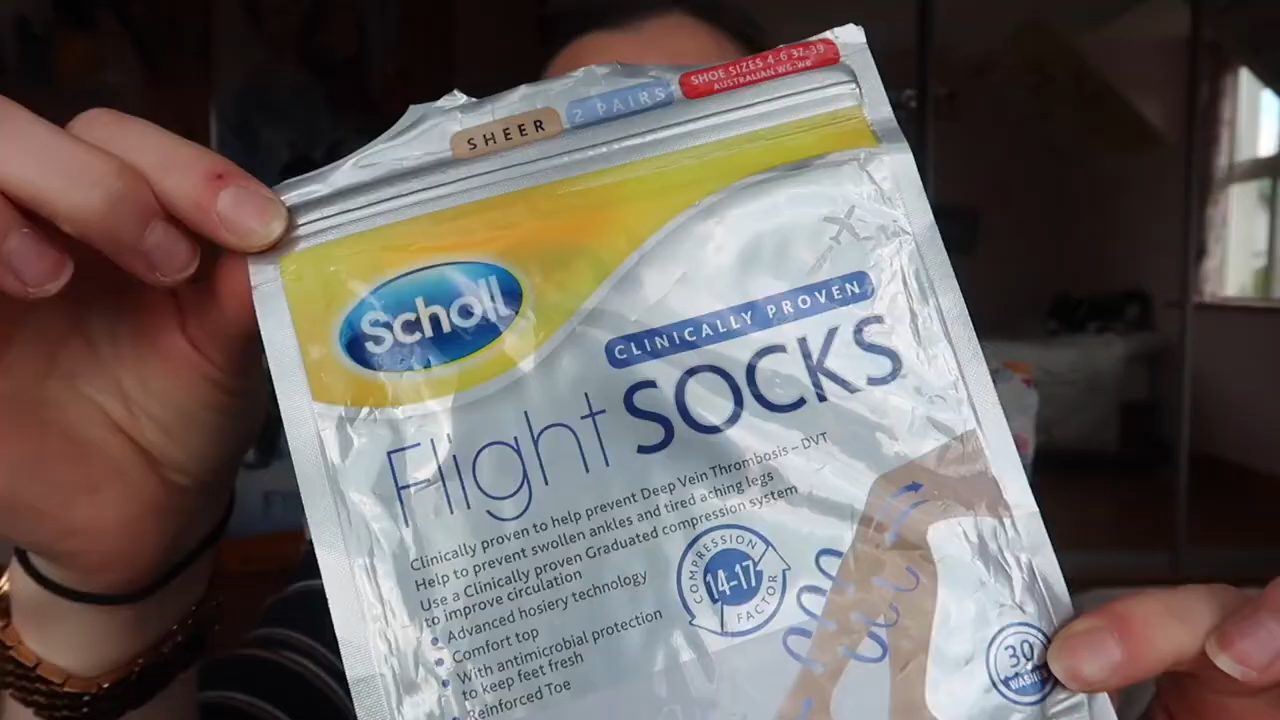 SHEER
2 PAIRS
SHOE SIZES 4-6 37-39
AUSTRALIAN W6-W8
Scholl
CLINICALLY PROVEN
Flight SOCKS
Clinically proven to help prevent Deep Vein Thrombosis – DVT
Help to prevent swollen ankles and tired aching legs
Use a Clinically proven Graduated compression system
to improve circulation
Advanced hosiery technology
Comfort top
With antimicrobial protection
to keep feet fresh
Reinforced Toe
COMPRESSION
14-17
FACTOR
30